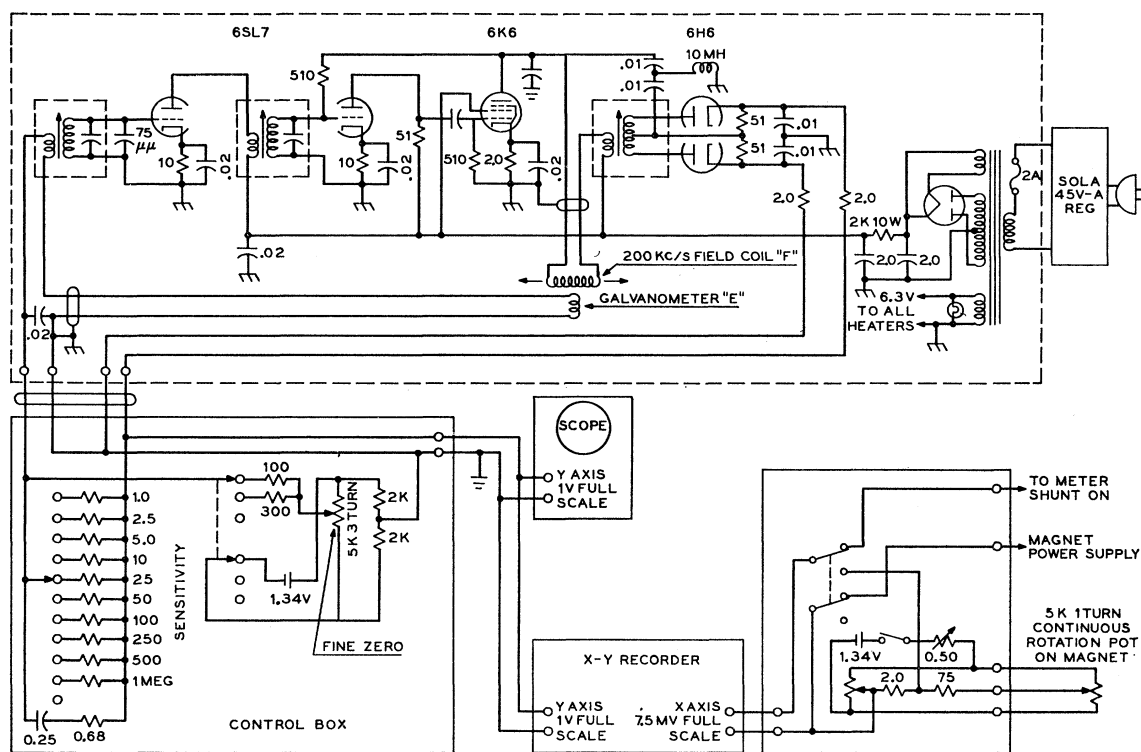 6SL7
6K6
6H6
510
.01
.01
10 MH
75
µµ
10
.02
10
.02
51
510
2.0
.02
51
51
.01
.01
2.0
2.0
2K 10W
2.0
2.0
2A
SOLA
45V-A
REG
.02
200 KC/S FIELD COIL "F"
GALVANOMETER "E"
.02
6.3V
TO ALL
HEATERS
SCOPE
Y AXIS
1V FULL
SCALE
100
300
5K 3 TURN
2K
2K
1.34V
FINE ZERO
SENSITIVITY
1.0
2.5
5.0
10
25
50
100
250
500
1 MEG
0.25
0.68
CONTROL BOX
X-Y RECORDER
Y AXIS
1V FULL
SCALE
X AXIS
7.5 MV FULL
SCALE
TO METER
SHUNT ON
MAGNET
POWER SUPPLY
5K 1 TURN
CONTINUOUS
ROTATION POT
ON MAGNET
1.34V
0.50
2.0
75